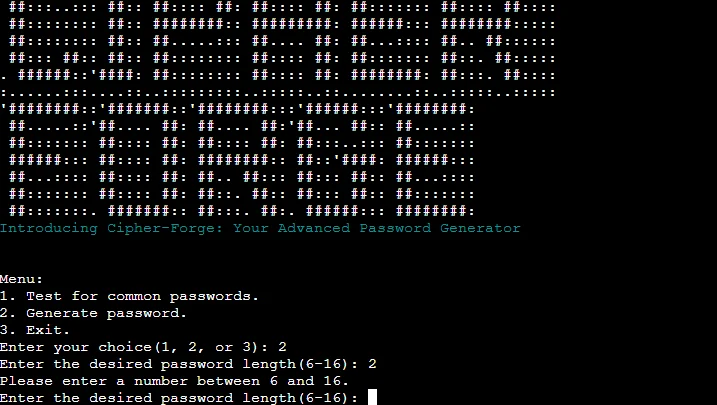 Introducing Cipher-Forge: Your Advanced Password Generator
Menu:
1. Test for common passwords.
2. Generate password.
3. Exit.
Enter your choice(1, 2, or 3): 2
Enter the desired password length(6-16): 2
Please enter a number between 6 and 16.
Enter the desired password length(6-16):